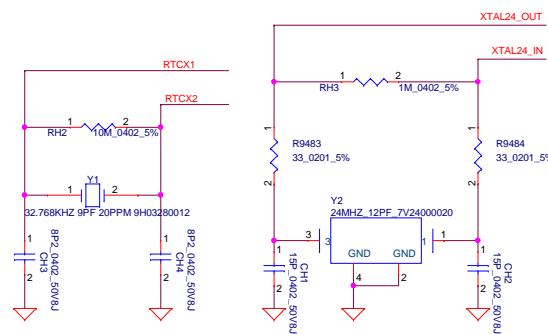 XTAL24_OUT
XTAL24_IN
RTCX1
RTCX2
1
2
RH3
1M_0402_5%
1
2
RH2
10M_0402_5%
1
R9483
33_0201_5%
2
1
R9484
33_0201_5%
2
Y1
1
2
32.768KHZ 9PF 20PPM 9H03280012
Y2
24MHZ_12PF_7V24000020
3
3
1
1
GND
GND
4
2
1
2
CH3
8P2_0402_50V8J
1
2
CH4
8P2_0402_50V8J
1
2
CH1
15P_0402_50V8J
1
2
CH2
15P_0402_50V8J